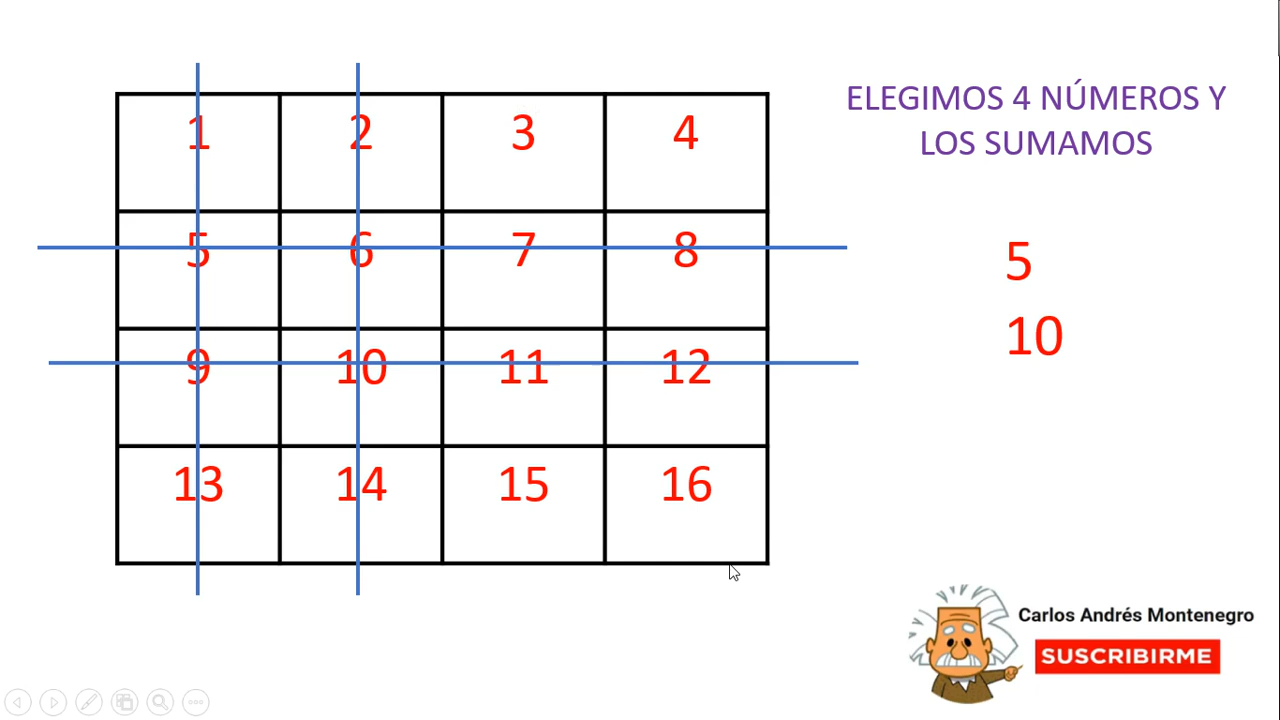 1 2 3 4
5 6 7 8
9 10 11 12
13 14 15 16
ELEGIMOS 4 NÚMEROS Y
LOS SUMAMOS
5
10
Carlos Andrés Montenegro
SUSCRIBIRME